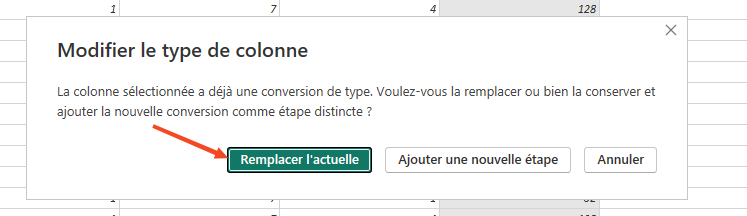 1 7 4 128
Modifier le type de colonne
La colonne sélectionnée a déjà une conversion de type. Voulez-vous la remplacer ou bien la conserver et
ajouter la nouvelle conversion comme étape distincte ?
Remplacer l'actuelle Ajouter une nouvelle étape Annuler